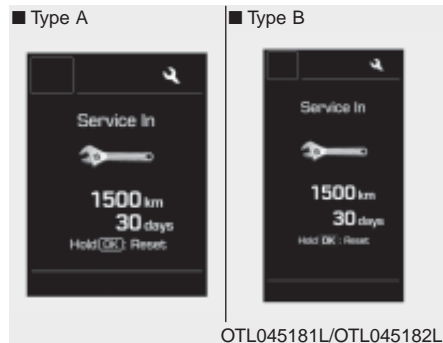 ■ Type A
Service In
1500 km
30 days
Hold OK : Reset
■ Type B
Service In
1500 km
30 days
Hold OK : Reset
OTL045181L/OTL045182L